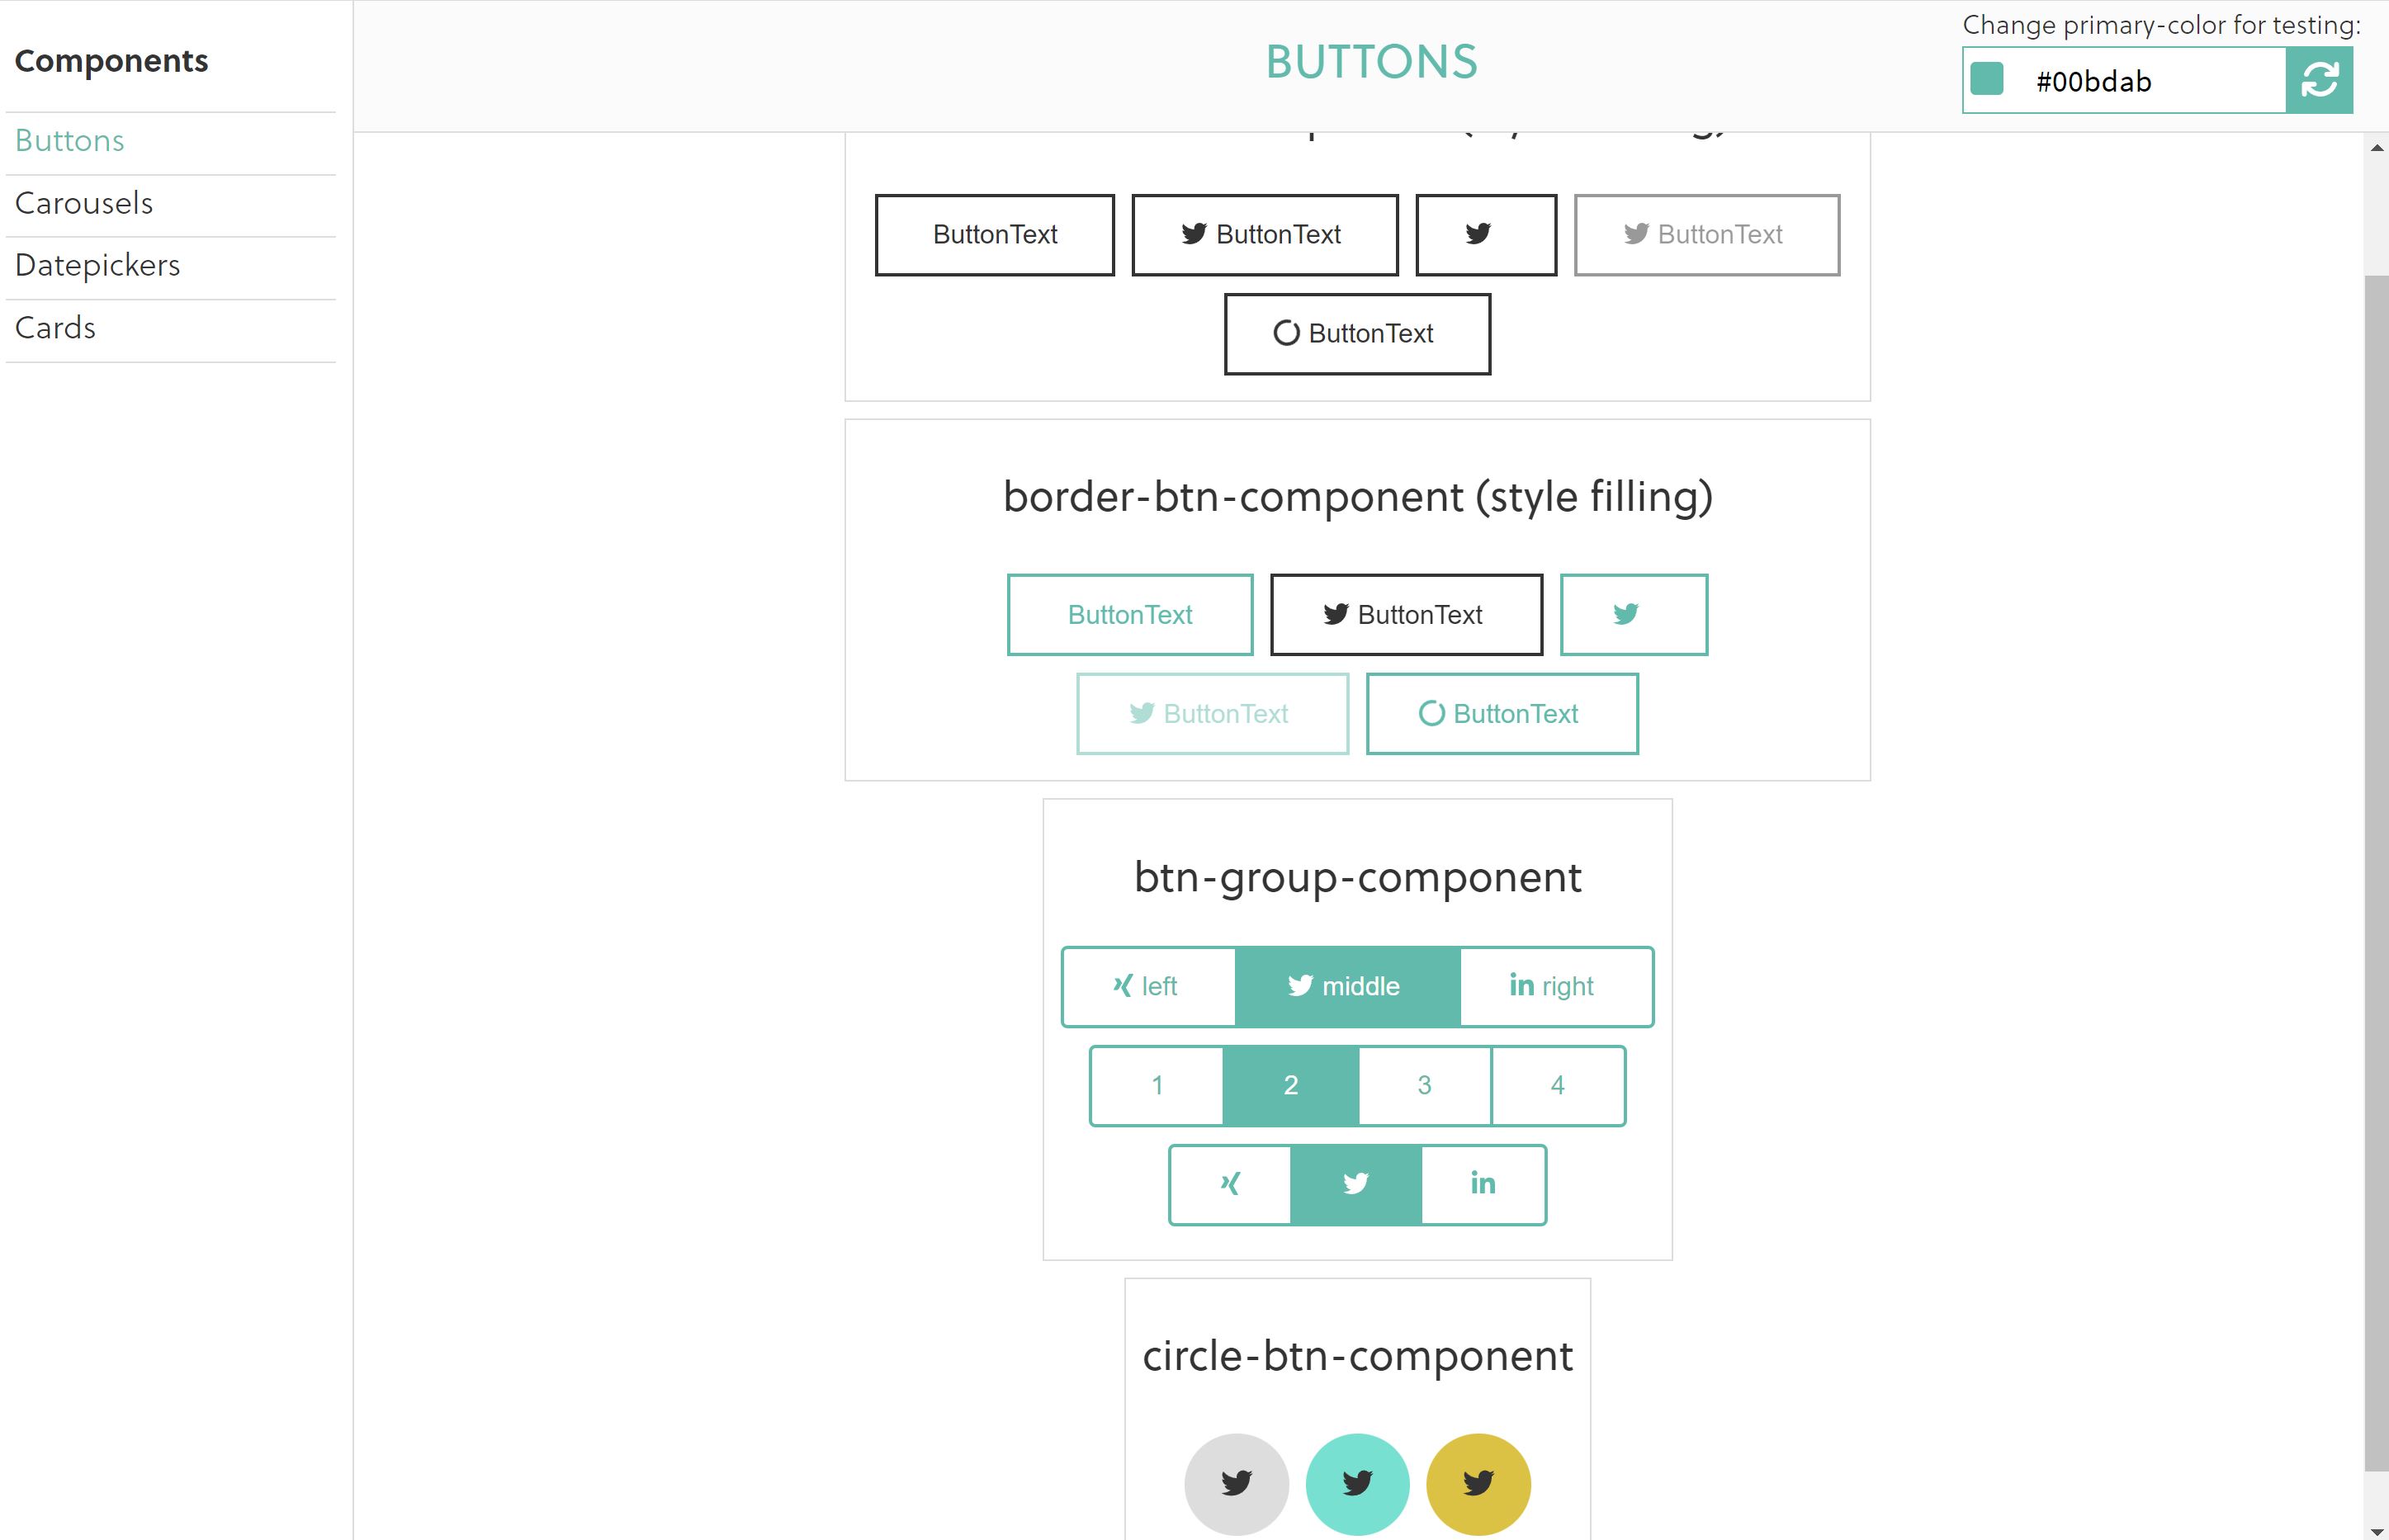 Components
Buttons
Carousels
Datepickers
Cards
BUTTONS
Change primary-color for testing:
#00bdab
ButtonText ButtonText ButtonText
ButtonText
border-btn-component (style filling)
ButtonText ButtonText
ButtonText ButtonText
btn-group-component
left middle in right
1 2 3 4
in
circle-btn-component